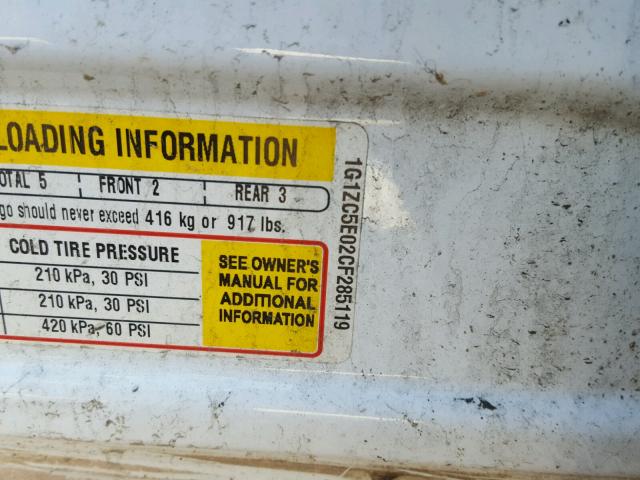 LOADING INFORMATION
OTAL 5 FRONT 2 REAR 3
go should never exceed 416 kg or 917 lbs.
COLD TIRE PRESSURE
210 kPa, 30 PSI
210 kPa, 30 PSI
420 kPa, 60 PSI
SEE OWNER'S
MANUAL FOR
ADDITIONAL
INFORMATION
1G1ZC5E02CF285119